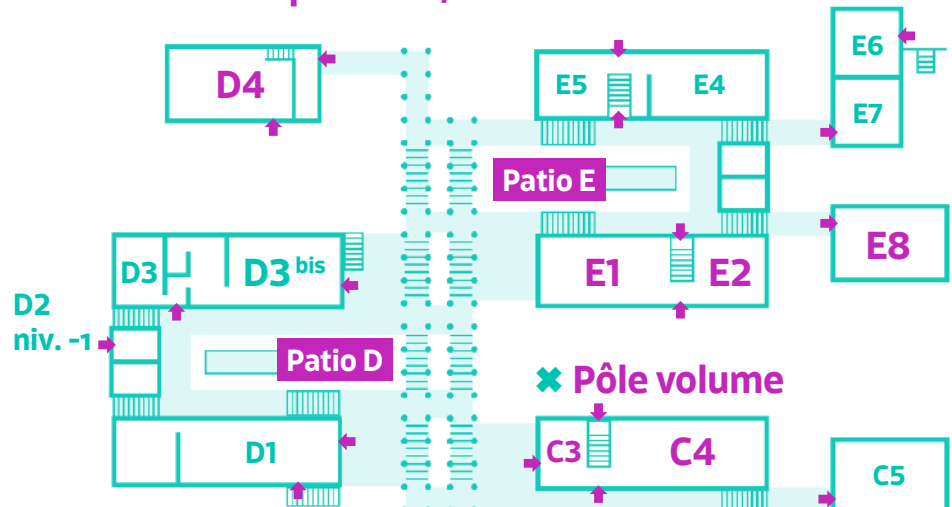 E6
D4
E5
E4
E7
Patio E
E8
D3
D3 bis
E1
E2
D2
niv. -1
Patio D
✖ Pôle volume
D1
C3
C4
C5